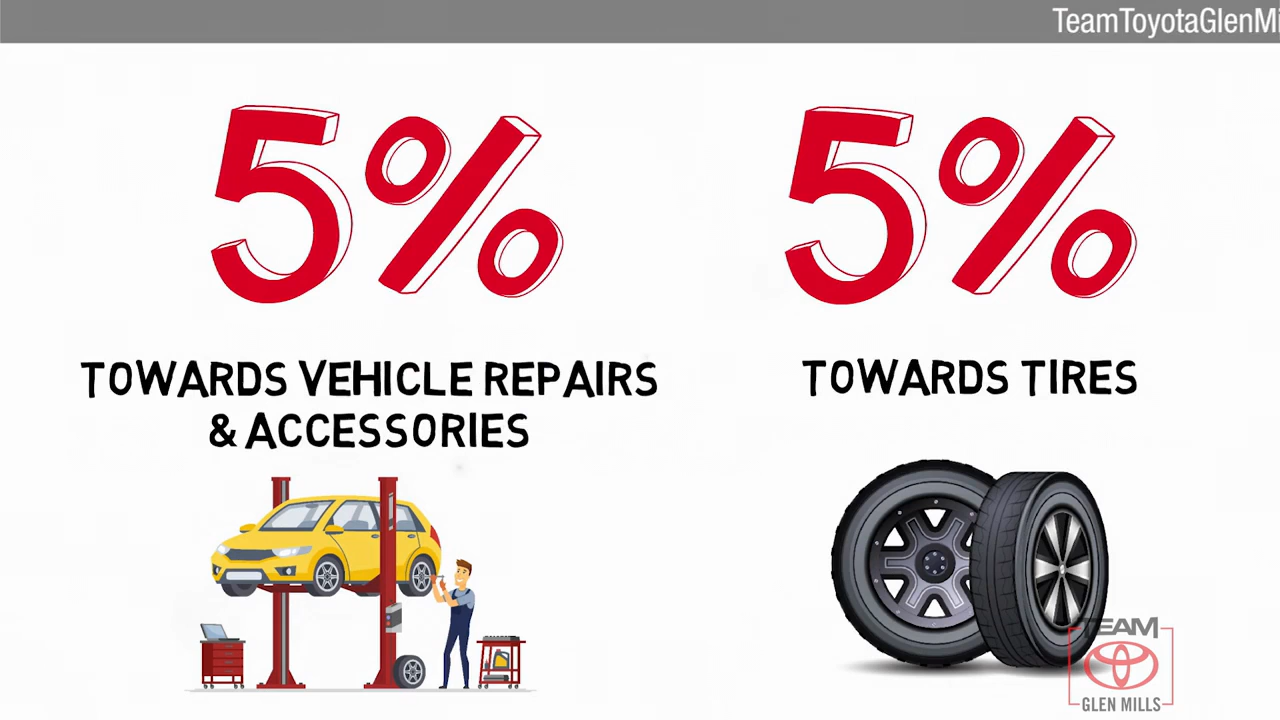 TeamToyotaGlenMi
5% 5%
TOWARDS VEHICLE REPAIRS
& ACCESSORIES
TOWARDS TIRES
TEAM
GLEN MILLS